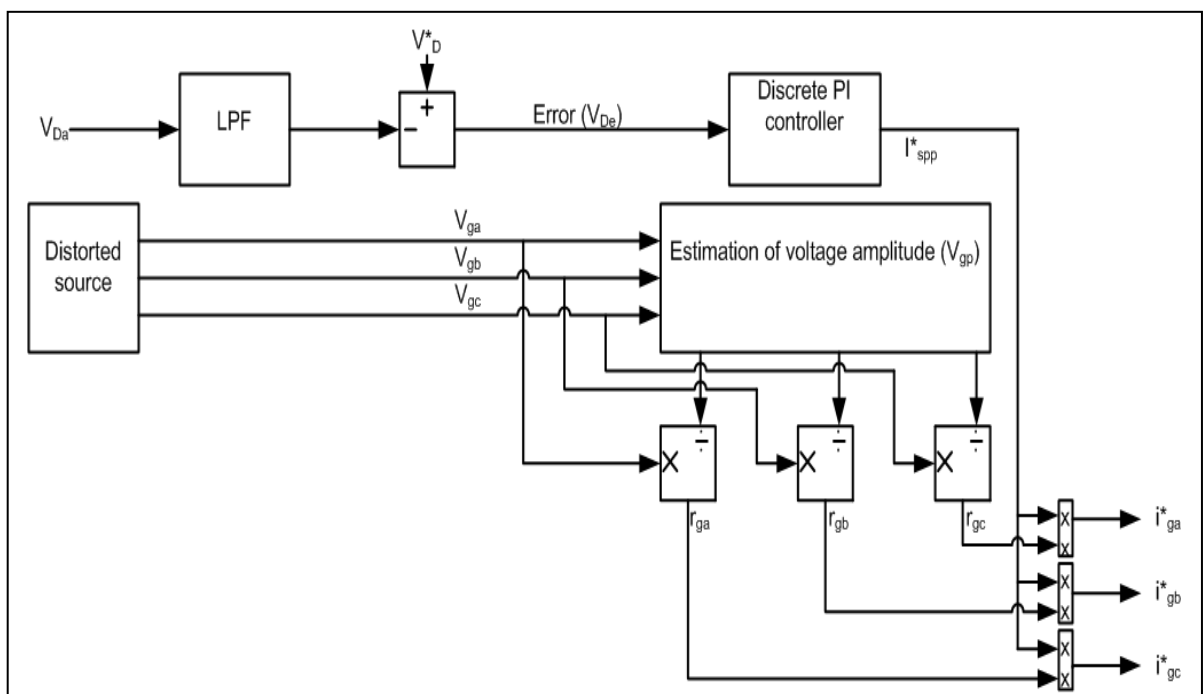 V*D
+
LPF
Discrete PI
controller
VDa
-
Error (VDe)
I*spp
Distorted
source
Vga
Vgb
Vgc
Estimation of voltage amplitude (Vgp)
÷
÷
÷
X
X
X
rga
rgb
rgc
x
x
i*ga
x
x
i*gb
x
x
i*gc